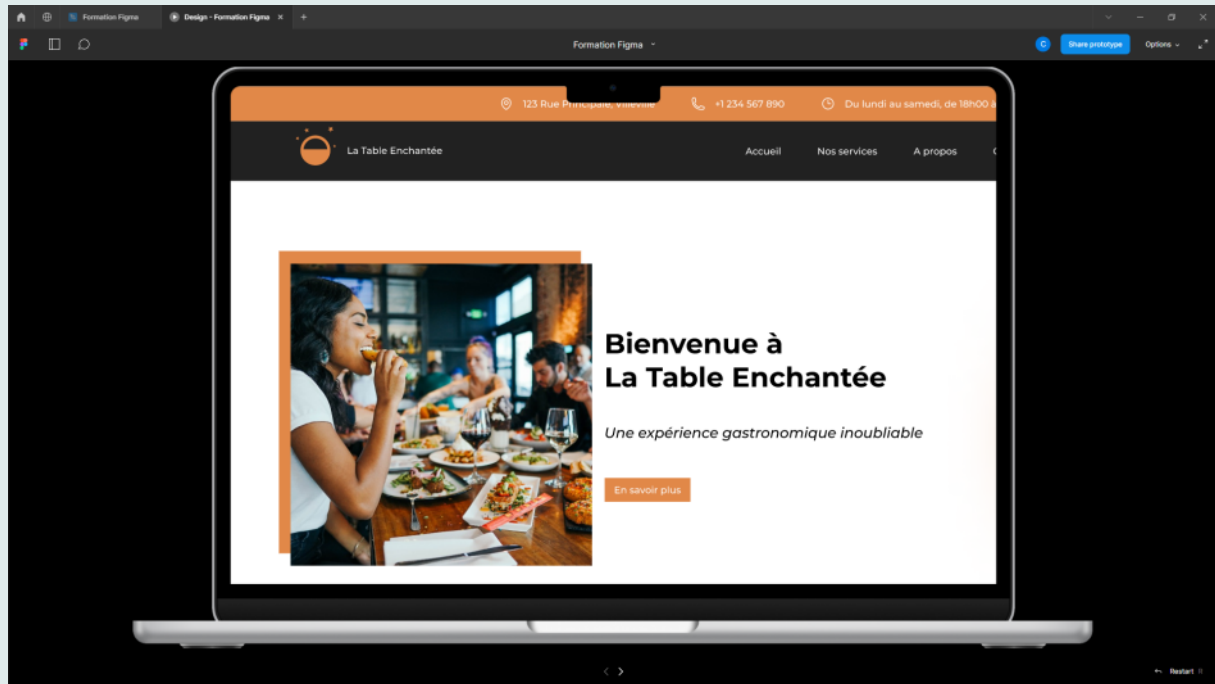 Formation Figma
Design - Formation Figma
Formation Figma
C
Share prototype
Options
123 Rue Principale, Villeville
+1 234 567 890
Du lundi au samedi, de 18h00 à
La Table Enchantée
Accueil
Nos services
A propos
Bienvenue à
La Table Enchantée
Une expérience gastronomique inoubliable
En savoir plus
Restart R